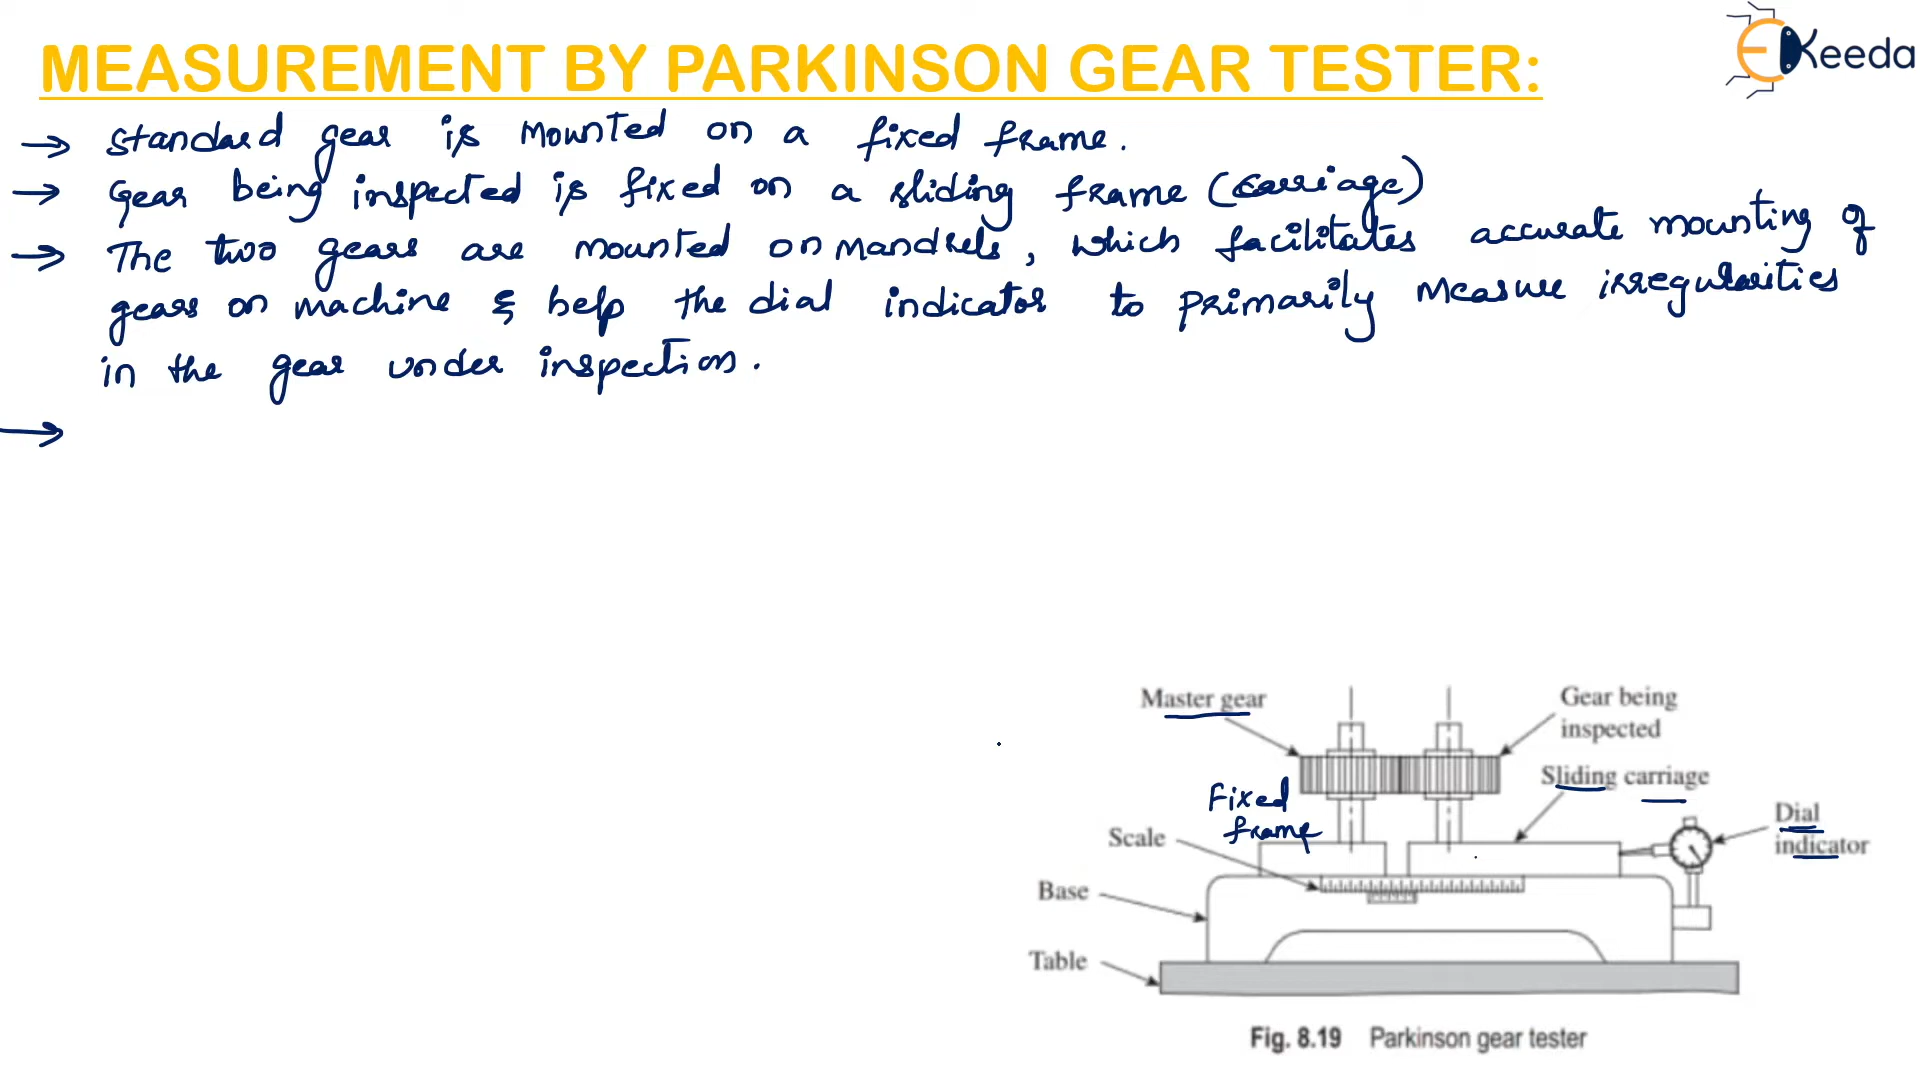 MEASUREMENT BY PARKINSON GEAR TESTER:
EKeeda
→ standard gear is mounted on a fixed frame.
→ Gear being inspected is fixed on a sliding frame (carriage)
→ The two gears are mounted on mandrels, which facilitates accurate mounting of
gears on machine & help the dial indicator to primarily measure irregularities
in the gear under inspection.
→
Master gear
Gear being
inspected
Sliding carriage
Fixed
frame
Dial
indicator
Scale
Base
Table
Fig. 8.19 Parkinson gear tester